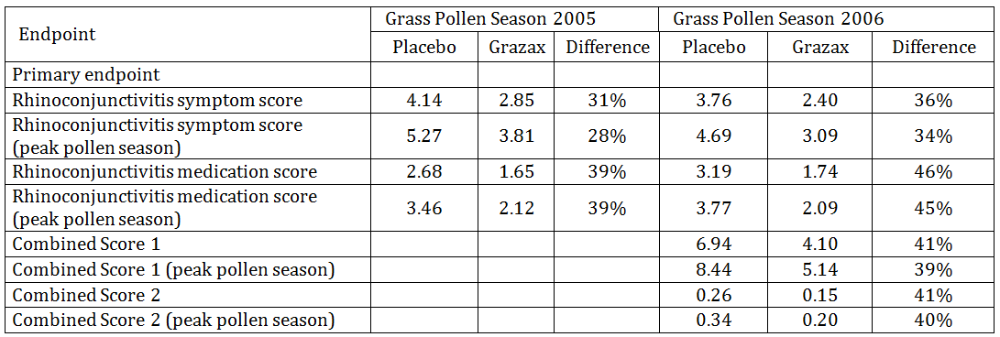 Endpoint Grass Pollen Season 2005 Grass Pollen Season 2006
Placebo Grazax Difference Placebo Grazax Difference
Primary endpoint
Rhinoconjunctivitis symptom score 4.14 2.85 31% 3.76 2.40 36%
Rhinoconjunctivitis symptom score
(peak pollen season) 5.27 3.81 28% 4.69 3.09 34%
Rhinoconjunctivitis medication score 2.68 1.65 39% 3.19 1.74 46%
Rhinoconjunctivitis medication score
(peak pollen season) 3.46 2.12 39% 3.77 2.09 45%
Combined Score 1 6.94 4.10 41%
Combined Score 1 (peak pollen season) 8.44 5.14 39%
Combined Score 2 0.26 0.15 41%
Combined Score 2 (peak pollen season) 0.34 0.20 40%